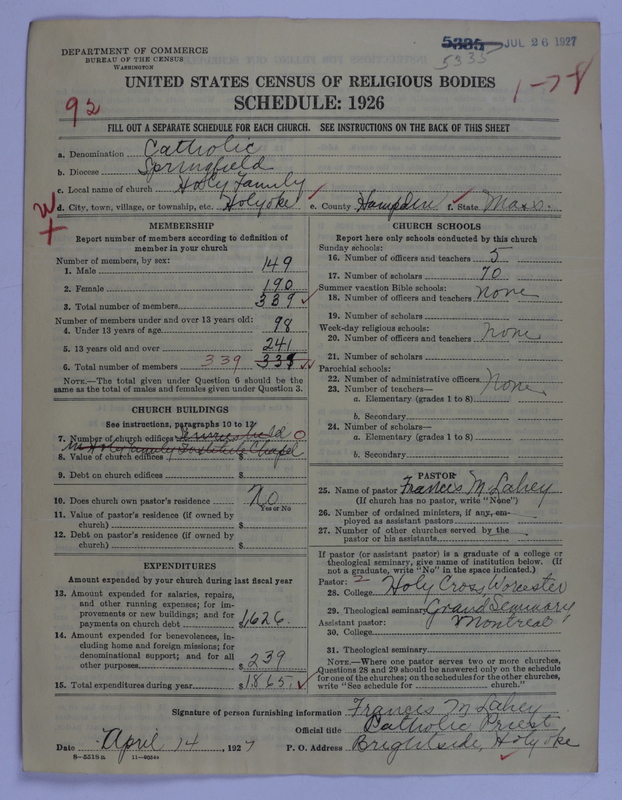 DEPARTMENT OF COMMERCE
BUREAU OF THE CENSUS
WASHINGTON
5335 JUL 26 1927
5335
UNITED STATES CENSUS OF RELIGIOUS BODIES
SCHEDULE: 1926
92
1-7-8
FILL OUT A SEPARATE SCHEDULE FOR EACH CHURCH. SEE INSTRUCTIONS ON THE BACK OF THIS SHEET
a. Denomination Catholic
b. Diocese Springfield
c. Local name of church Holy Family
d. City, town, village, or township, etc. Holyoke e. County Hampden f. State Mass.
MEMBERSHIP
Report number of members according to definition of
member in your church
Number of members, by sex:
1. Male 149
2. Female 190
3. Total number of members 339
Number of members under and over 13 years old:
4. Under 13 years of age 98
5. 13 years old and over 241
6. Total number of members 339 339
NOTE.—The total given under Question 6 should be the
same as the total of males and females given under Question 3.
CHURCH BUILDINGS
See instructions, paragraphs 10 to 12
7. Number of church edifices Services held 0
in Holy Family Institute Chapel
8. Value of church edifices $
9. Debt on church edifices $
10. Does church own pastor's residence No
Yes or No
11. Value of pastor's residence (if owned by
church) $
12. Debt on pastor's residence (if owned by
church) $
EXPENDITURES
Amount expended by your church during last fiscal year
13. Amount expended for salaries, repairs,
and other running expenses; for im-
provements or new buildings; and for
payments on church debt $1,626.
14. Amount expended for benevolences, in-
cluding home and foreign missions; for
denominational support; and for all
other purposes $ 239
15. Total expenditures during year $1865.
CHURCH SCHOOLS
Report here only schools conducted by this church
Sunday schools:
16. Number of officers and teachers 5
17. Number of scholars 70
Summer vacation Bible schools:
18. Number of officers and teachers none
19. Number of scholars
Week-day religious schools:
20. Number of officers and teachers none
21. Number of scholars
Parochial schools:
22. Number of administrative officers none
23. Number of teachers—
a. Elementary (grades 1 to 8)
b. Secondary
24. Number of scholars—
a. Elementary (grades 1 to 8)
b. Secondary
PASTOR
25. Name of pastor Francis M Lahey
(If church has no pastor, write "None")
26. Number of ordained ministers, if any, em-
ployed as assistant pastors
27. Number of other churches served by the
pastor or his assistants
If pastor (or assistant pastor) is a graduate of a college or
theological seminary, give name of institution below. (If
not a graduate, write "No" in the space indicated.)
Pastor: 2
28. College Holy Cross, Worcester
29. Theological seminary Grand Seminary,
Montreal
Assistant pastor:
30. College
31. Theological seminary
NOTE.—Where one pastor serves two or more churches,
Questions 28 and 29 should be answered only on the schedule
for one of the churches; on the schedules for the other churches,
write "See schedule for church."
Signature of person furnishing information Francis M Lahey
Official title Catholic Priest
Date April 14, 1927 P. O. Address Brightside, Holyoke
8—5518 B 11—9034